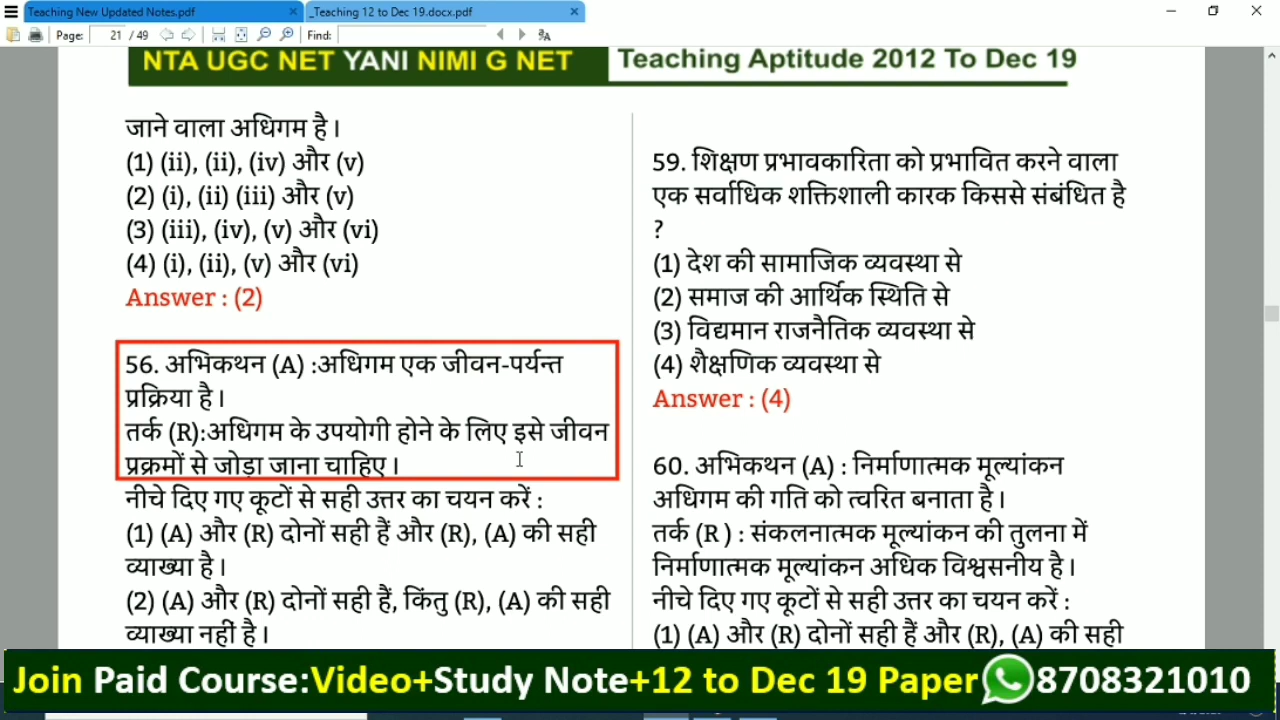 Teaching New Updated Notes.pdf
_Teaching 12 to Dec 19.docx.pdf
Page:
21 / 49
Find:
NTA UGC NET YANI NIMI G NET
Teaching Aptitude 2012 To Dec 19
जाने वाला अधिगम है।
(1) (ii), (ii), (iv) और (v)
(2) (i), (ii) (iii) और (v)
(3) (iii), (iv), (v) और (vi)
(4) (i), (ii), (v) और (vi)
Answer : (2)
56. अभिकथन (A) :अधिगम एक जीवन-पर्यन्त
प्रक्रिया है।
तर्क (R):अधिगम के उपयोगी होने के लिए इसे जीवन
प्रक्रमों से जोड़ा जाना चाहिए ।
नीचे दिए गए कूटों से सही उत्तर का चयन करें :
(1) (A) और (R) दोनों सही हैं और (R), (A) की सही
व्याख्या है।
(2) (A) और (R) दोनों सही हैं, किंतु (R), (A) की सही
व्याख्या नहीं है।
59. शिक्षण प्रभावकारिता को प्रभावित करने वाला
एक सर्वाधिक शक्तिशाली कारक किससे संबंधित है
?
(1) देश की सामाजिक व्यवस्था से
(2) समाज की आर्थिक स्थिति से
(3) विद्यमान राजनैतिक व्यवस्था से
(4) शैक्षणिक व्यवस्था से
Answer : (4)
60. अभिकथन (A) : निर्माणात्मक मूल्यांकन
अधिगम की गति को त्वरित बनाता है।
तर्क (R ) : संकलनात्मक मूल्यांकन की तुलना में
निर्माणात्मक मूल्यांकन अधिक विश्वसनीय है।
नीचे दिए गए कूटों से सही उत्तर का चयन करें :
(1) (A) और (R) दोनों सही हैं और (R), (A) की सही
Join Paid Course:Video+Study Note+12 to Dec 19 Paper 8708321010